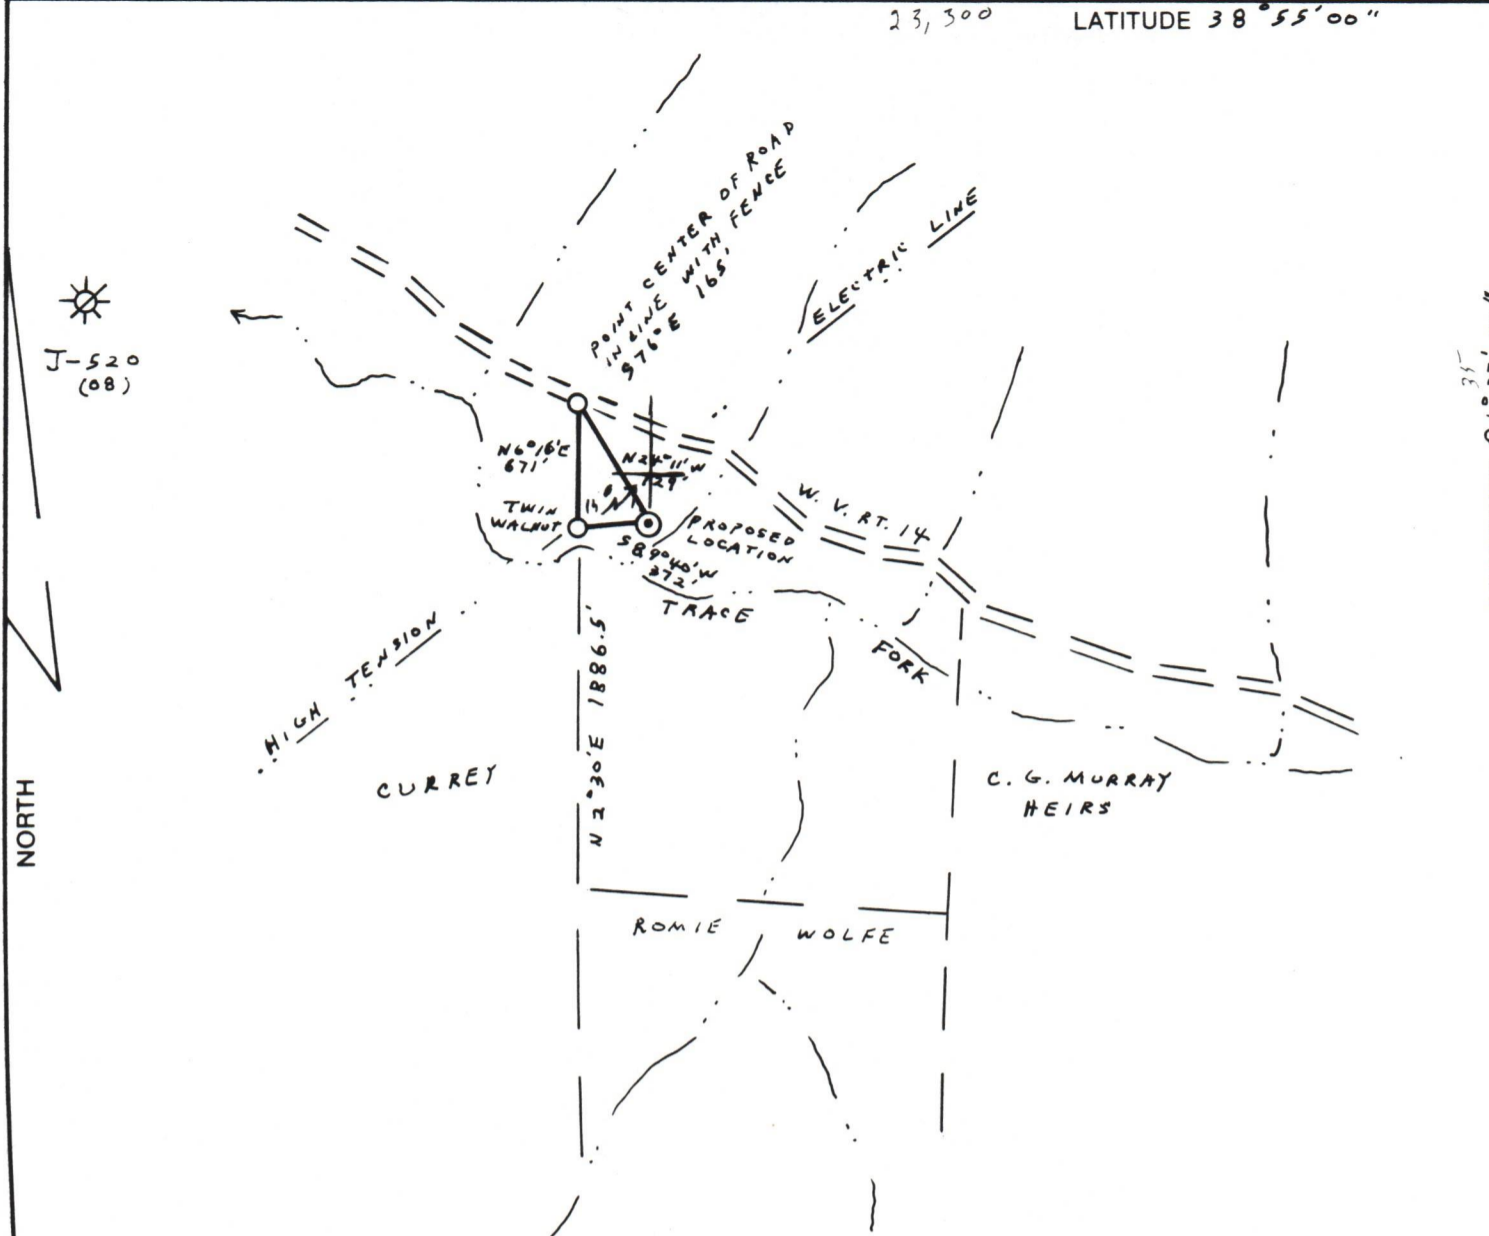 23,300
LATITUDE 38°55'00"
POINT CENTER OF ROAD
IN LINE WITH FENCE
976° E 165'
ELECTRIC LINE
J-520
(08)
N6°16'E
671'
N24°11'W
729'
TWIN
WALNUT
PROPOSED
LOCATION
S89°40'W
372'
W. V. RT. 14
TRACE
FORK
HIGH TENSION
N2°30'E 1886.5'
CURREY
C. G. MURRAY
HEIRS
NORTH
ROMIE WOLFE